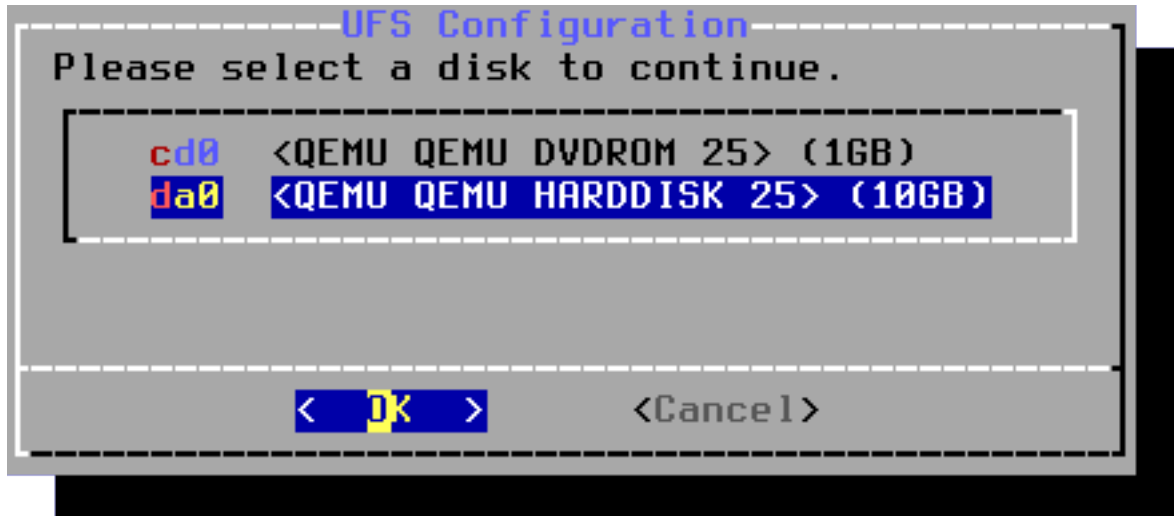 UFS Configuration
Please select a disk to continue.
cd0 <QEMU QEMU DVDROM 25> (1GB)
da0 <QEMU QEMU HARDDISK 25> (10GB)
< OK > <Cancel>